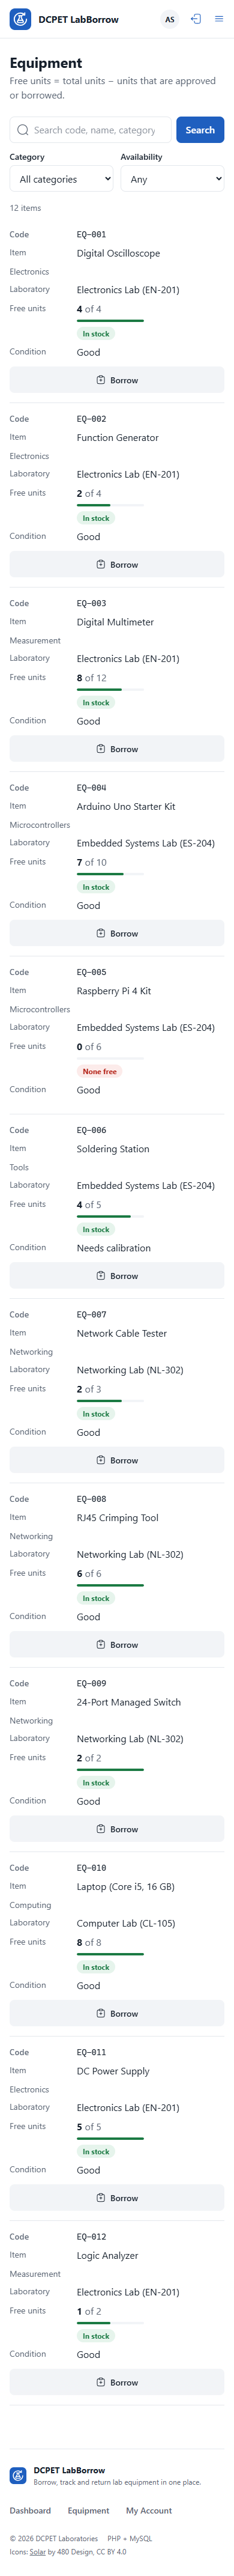 DCPET LabBorrow AS
Equipment
Free units = total units − units that are approved
or borrowed.
Search code, name, category Search
Category Availability
All categories Any
12 items
Code EQ-001
Item Digital Oscilloscope
Electronics
Laboratory Electronics Lab (EN-201)
Free units 4 of 4
In stock
Condition Good
Borrow
Code EQ-002
Item Function Generator
Electronics
Laboratory Electronics Lab (EN-201)
Free units 2 of 4
In stock
Condition Good
Borrow
Code EQ-003
Item Digital Multimeter
Measurement
Laboratory Electronics Lab (EN-201)
Free units 8 of 12
In stock
Condition Good
Borrow
Code EQ-004
Item Arduino Uno Starter Kit
Microcontrollers
Laboratory Embedded Systems Lab (ES-204)
Free units 7 of 10
In stock
Condition Good
Borrow
Code EQ-005
Item Raspberry Pi 4 Kit
Microcontrollers
Laboratory Embedded Systems Lab (ES-204)
Free units 0 of 6
None free
Condition Good
Code EQ-006
Item Soldering Station
Tools
Laboratory Embedded Systems Lab (ES-204)
Free units 4 of 5
In stock
Condition Needs calibration
Borrow
Code EQ-007
Item Network Cable Tester
Networking
Laboratory Networking Lab (NL-302)
Free units 2 of 3
In stock
Condition Good
Borrow
Code EQ-008
Item RJ45 Crimping Tool
Networking
Laboratory Networking Lab (NL-302)
Free units 6 of 6
In stock
Condition Good
Borrow
Code EQ-009
Item 24-Port Managed Switch
Networking
Laboratory Networking Lab (NL-302)
Free units 2 of 2
In stock
Condition Good
Borrow
Code EQ-010
Item Laptop (Core i5, 16 GB)
Computing
Laboratory Computer Lab (CL-105)
Free units 8 of 8
In stock
Condition Good
Borrow
Code EQ-011
Item DC Power Supply
Electronics
Laboratory Electronics Lab (EN-201)
Free units 5 of 5
In stock
Condition Good
Borrow
Code EQ-012
Item Logic Analyzer
Measurement
Laboratory Electronics Lab (EN-201)
Free units 1 of 2
In stock
Condition Good
Borrow
DCPET LabBorrow
Borrow, track and return lab equipment in one place.
Dashboard Equipment My Account
© 2026 DCPET Laboratories PHP + MySQL
Icons: Solar by 480 Design, CC BY 4.0